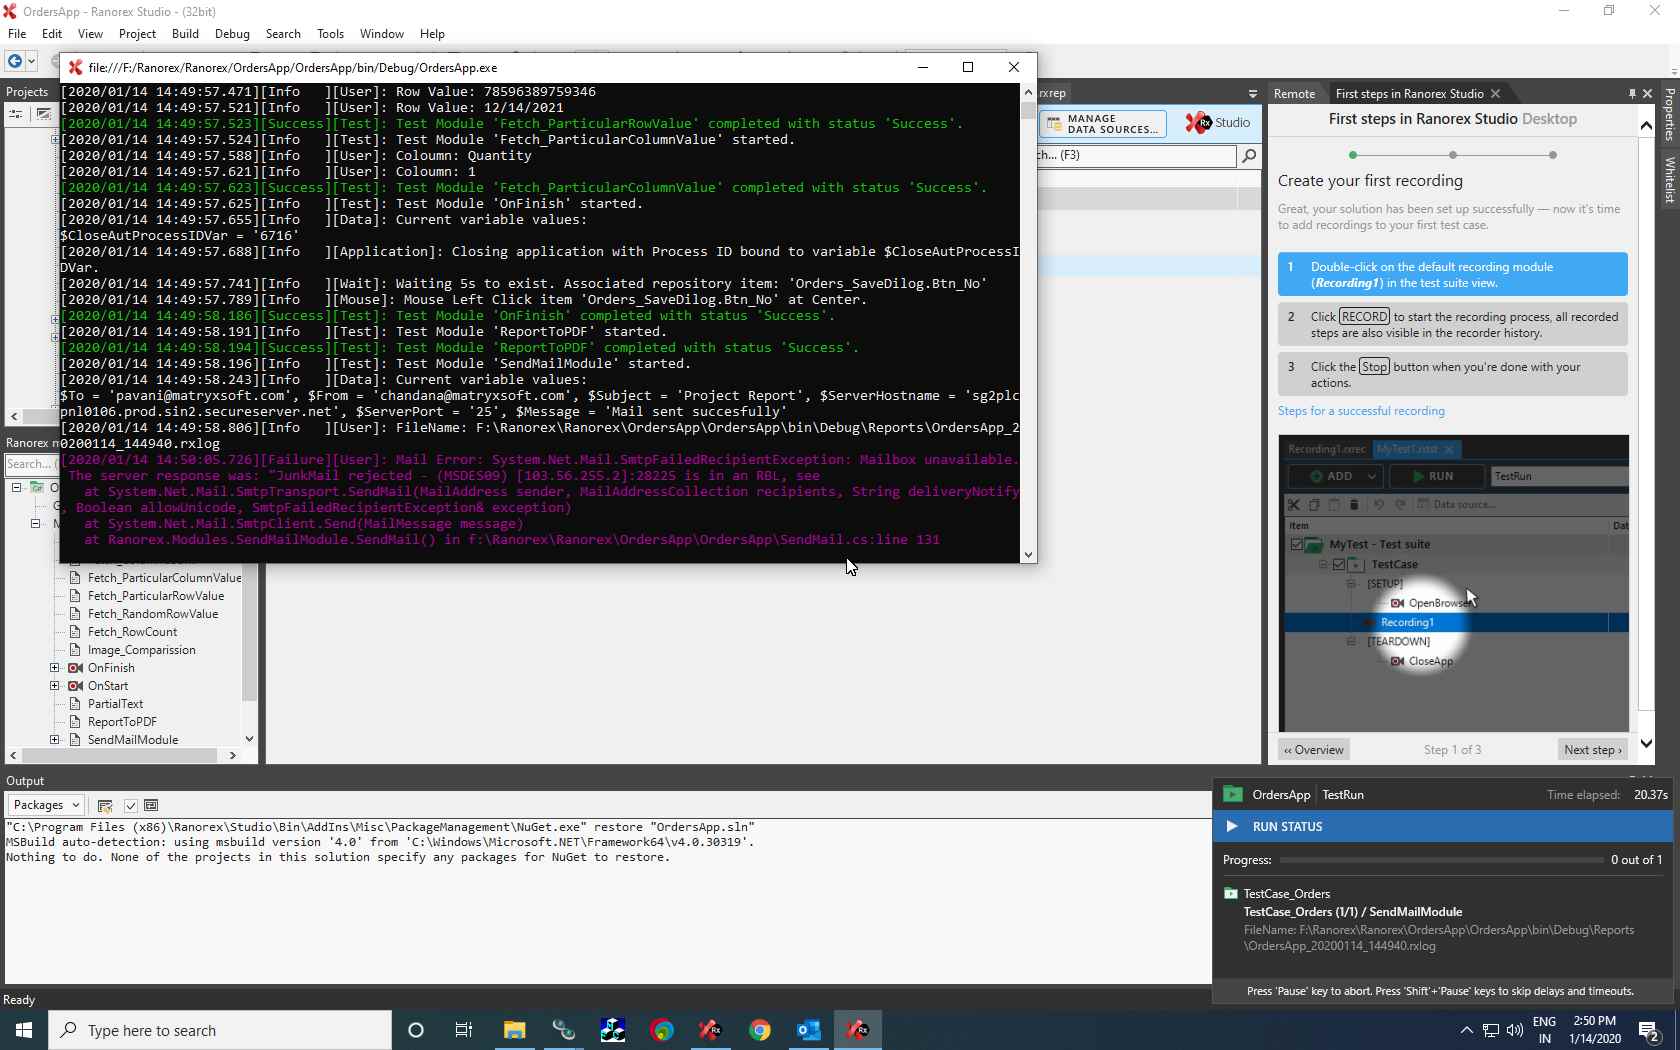 OrdersApp - Ranorex Studio - (32bit)
File Edit View Project Build Debug Search Tools Window Help
file:///F:/Ranorex/Ranorex/OrdersApp/OrdersApp/bin/Debug/OrdersApp.exe
Projects
[2020/01/14 14:49:57.471][Info   ][User]: Row Value: 78596389759346
[2020/01/14 14:49:57.521][Info   ][User]: Row Value: 12/14/2021
[2020/01/14 14:49:57.523][Success][Test]: Test Module 'Fetch_ParticularRowValue' completed with status 'Success'.
[2020/01/14 14:49:57.524][Info   ][Test]: Test Module 'Fetch_ParticularColumnValue' started.
[2020/01/14 14:49:57.588][Info   ][User]: Coloumn: Quantity
[2020/01/14 14:49:57.621][Info   ][User]: Coloumn: 1
[2020/01/14 14:49:57.623][Success][Test]: Test Module 'Fetch_ParticularColumnValue' completed with status 'Success'.
[2020/01/14 14:49:57.625][Info   ][Test]: Test Module 'OnFinish' started.
[2020/01/14 14:49:57.655][Info   ][Data]: Current variable values:
$CloseAutProcessIDVar = '6716'
[2020/01/14 14:49:57.688][Info   ][Application]: Closing application with Process ID bound to variable $CloseAutProcessI
DVar.
[2020/01/14 14:49:57.741][Info   ][Wait]: Waiting 5s to exist. Associated repository item: 'Orders_SaveDilog.Btn_No'
[2020/01/14 14:49:57.789][Info   ][Mouse]: Mouse Left Click item 'Orders_SaveDilog.Btn_No' at Center.
[2020/01/14 14:49:58.186][Success][Test]: Test Module 'OnFinish' completed with status 'Success'.
[2020/01/14 14:49:58.191][Info   ][Test]: Test Module 'ReportToPDF' started.
[2020/01/14 14:49:58.194][Success][Test]: Test Module 'ReportToPDF' completed with status 'Success'.
[2020/01/14 14:49:58.196][Info   ][Test]: Test Module 'SendMailModule' started.
[2020/01/14 14:49:58.243][Info   ][Data]: Current variable values:
$To = 'pavani@matryxsoft.com', $From = 'chandana@matryxsoft.com', $Subject = 'Project Report', $ServerHostname = 'sg2plc
pnl0106.prod.sin2.secureserver.net', $ServerPort = '25', $Message = 'Mail sent succesfully'
[2020/01/14 14:49:58.806][Info   ][User]: FileName: F:\Ranorex\Ranorex\OrdersApp\OrdersApp\bin\Debug\Reports\OrdersApp_2
0200114_144940.rxlog
[2020/01/14 14:50:05.726][Failure][User]: Mail Error: System.Net.Mail.SmtpFailedRecipientException: Mailbox unavailable.
The server response was: "JunkMail rejected - (MSDES09) [103.56.255.2]:28225 is in an RBL, see
at System.Net.Mail.SmtpTransport.SendMail(MailAddress sender, MailAddressCollection recipients, String deliveryNotify
, Boolean allowUnicode, SmtpFailedRecipientException& exception)
at System.Net.Mail.SmtpClient.Send(MailMessage message)
at Ranorex.Modules.SendMailModule.SendMail() in f:\Ranorex\Ranorex\OrdersApp\OrdersApp\SendMail.cs:line 131
Ranorex m
Search...
O
Fetch_ParticularColumnValue
Fetch_ParticularRowValue
Fetch_RandomRowValue
Fetch_RowCount
Image_Comparission
OnFinish
OnStart
PartialText
ReportToPDF
SendMailModule
.rxrep
MANAGE
DATA SOURCES...
Rx Studio
ch... (F3)
Remote First steps in Ranorex Studio
First steps in Ranorex Studio Desktop
Create your first recording
Great, your solution has been set up successfully — now it's time
to add recordings to your first test case.
1 Double-click on the default recording module
(Recording1) in the test suite view.
2 Click RECORD to start the recording process, all recorded
steps are also visible in the recorder history.
3 Click the Stop button when you're done with your
actions.
Steps for a successful recording
Recording1.rxrec MyTest1.rxtst
ADD RUN TestRun
Data source...
Item Dat
MyTest - Test suite
TestCase
[SETUP]
OpenBrowser
Recording1
[TEARDOWN]
CloseApp
‹‹ Overview Step 1 of 3 Next step ›
Properties
Whitelist
Output
Packages
"C:\Program Files (x86)\Ranorex\Studio\Bin\AddIns\Misc\PackageManagement\NuGet.exe" restore "OrdersApp.sln"
MSBuild auto-detection: using msbuild version '4.0' from 'C:\Windows\Microsoft.NET\Framework64\v4.0.30319'.
Nothing to do. None of the projects in this solution specify any packages for NuGet to restore.
OrdersApp TestRun Time elapsed: 20.37s
RUN STATUS
Progress: 0 out of 1
TestCase_Orders
TestCase_Orders (1/1) / SendMailModule
FileName: F:\Ranorex\Ranorex\OrdersApp\OrdersApp\bin\Debug\Reports
\OrdersApp_20200114_144940.rxlog
Press 'Pause' key to abort. Press 'Shift'+'Pause' keys to skip delays and timeouts.
Ready
Type here to search
ENG
IN
2:50 PM
1/14/2020
2